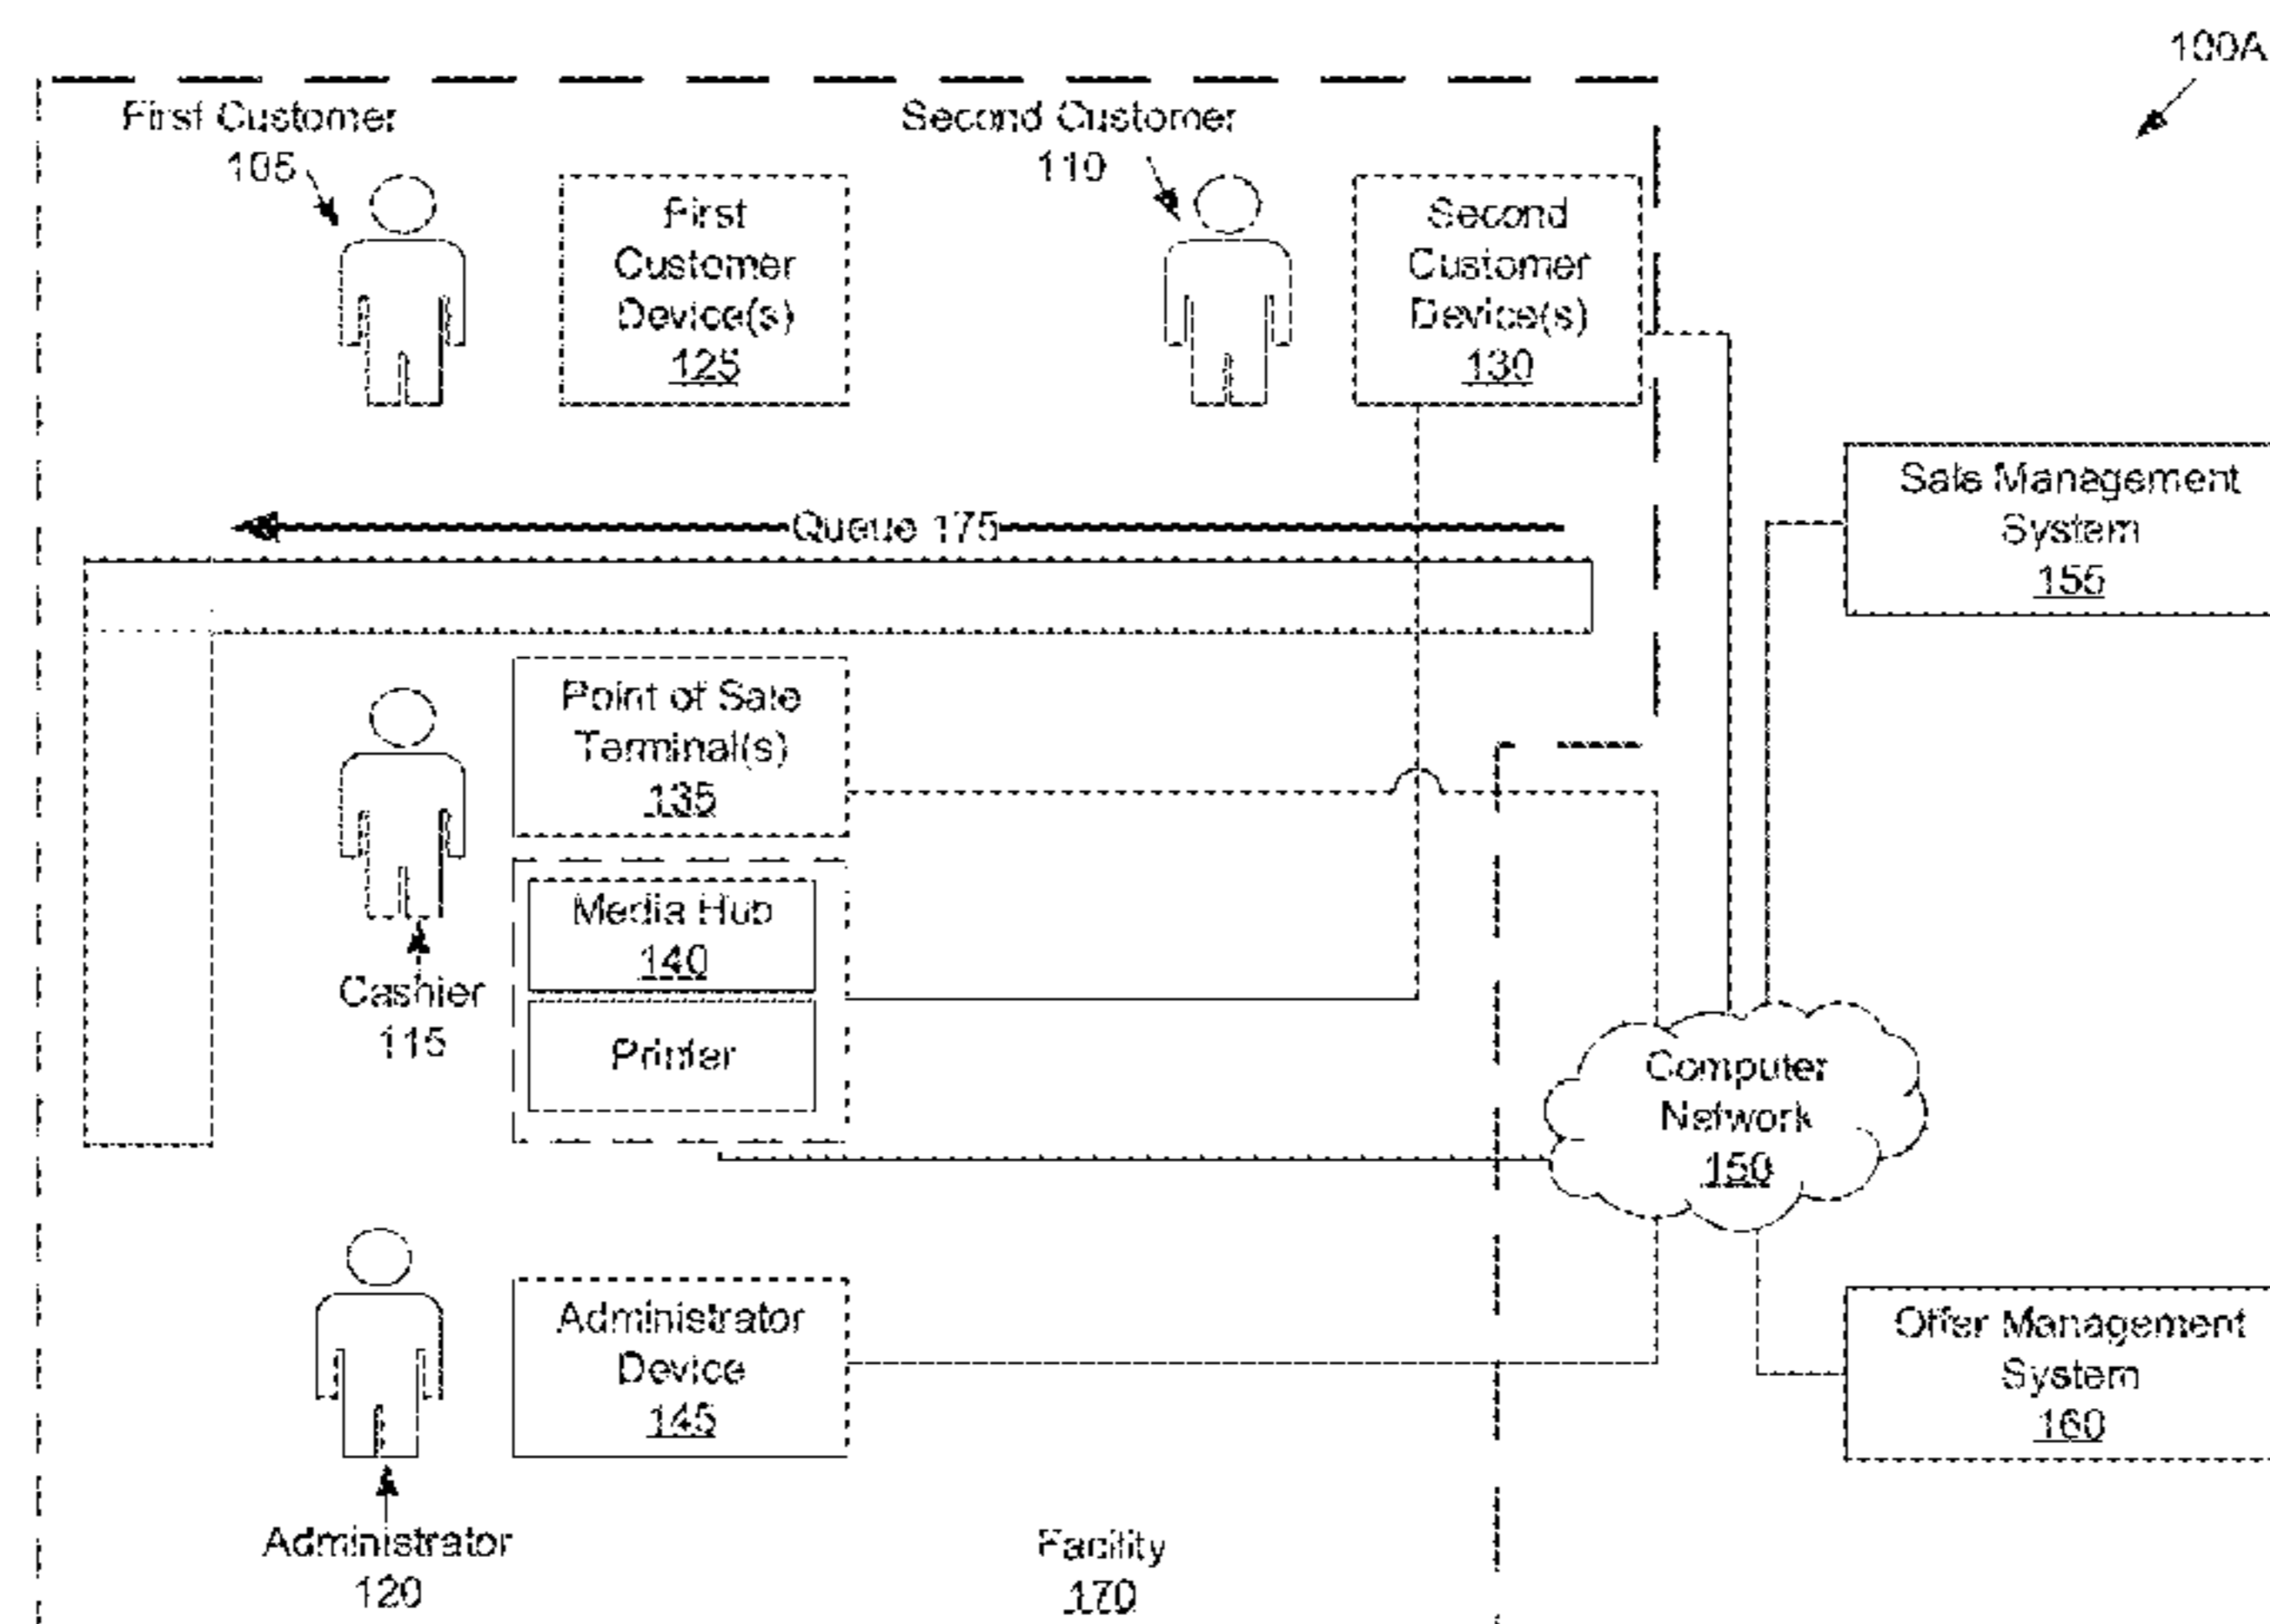 100A
First Customer
105
Second Customer
110
First
Customer
Device(s)
125
Second
Customer
Device(s)
130
Queue 175
Sale Management
System
155
Point of Sale
Terminal(s)
135
Media Hub
140
Printer
Cashier
115
Computer
Network
150
Administrator
Device
145
Offer Management
System
160
Administrator
120
Facility
170